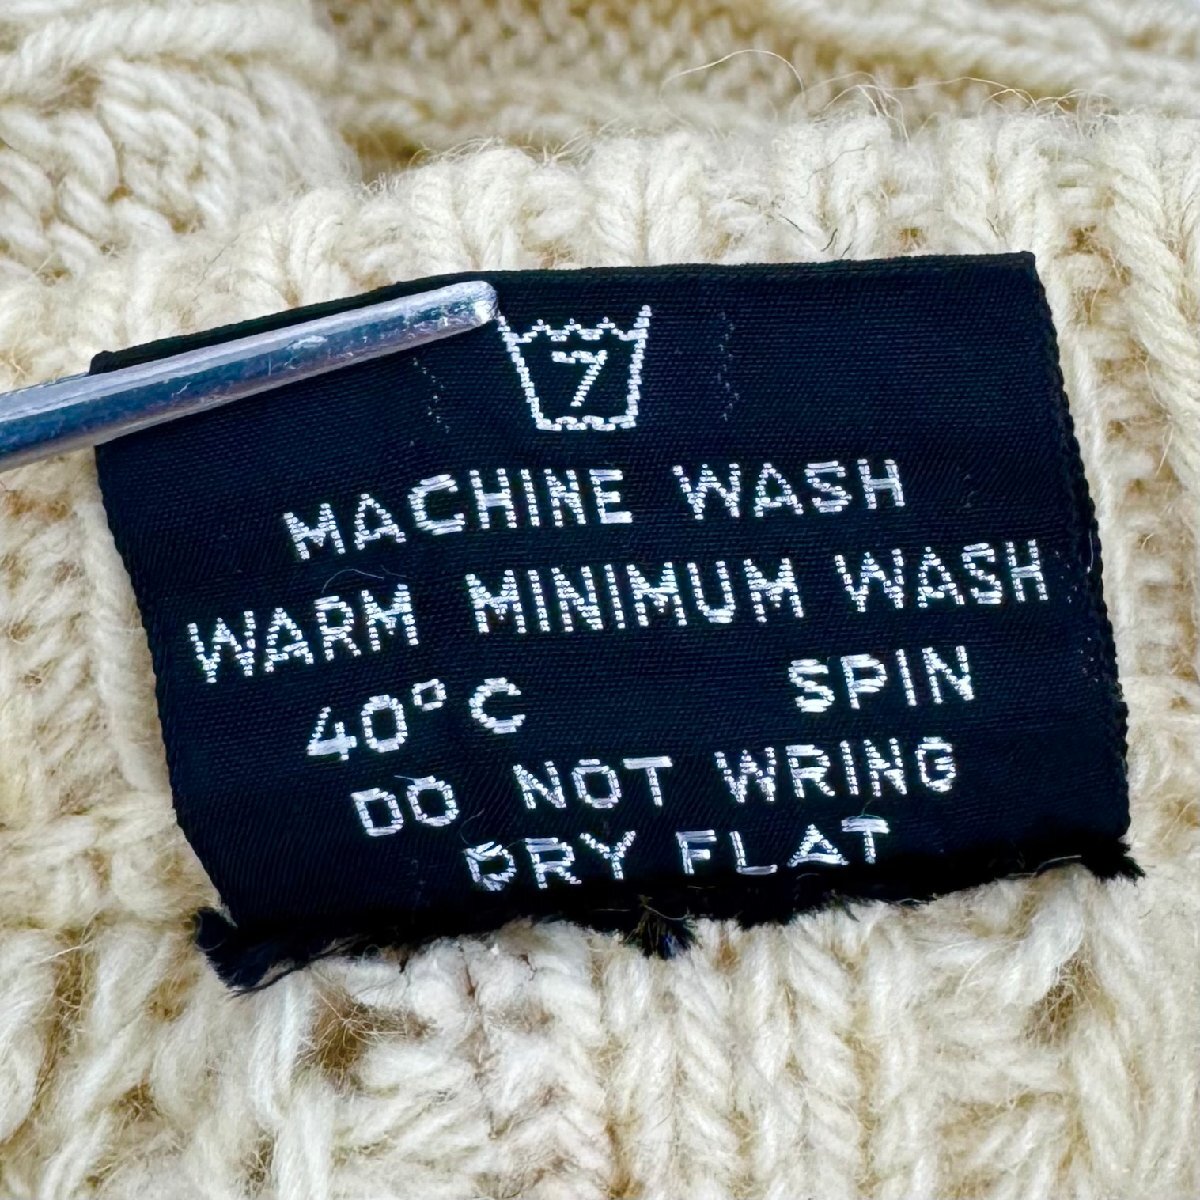 7
MACHINE WASH
WARM MINIMUM WASH
40° C SPIN
DO NOT WRING
DRY FLAT